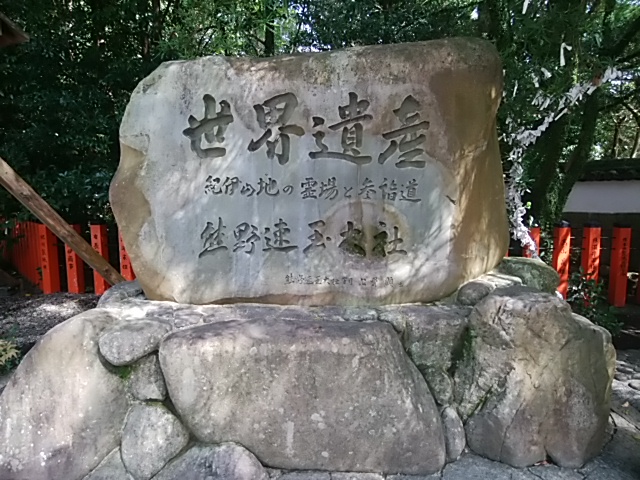 世界遺産
紀伊山地の霊場と参詣道
熊野速玉大社